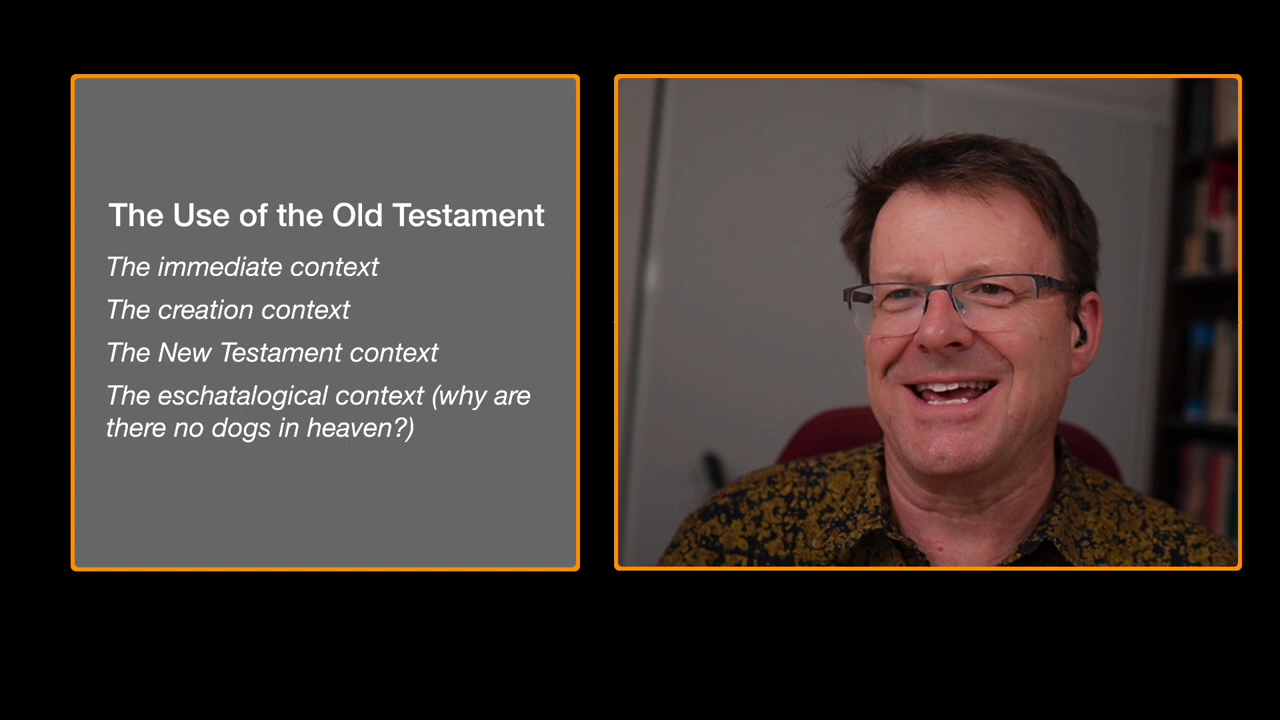 The Use of the Old Testament
The immediate context
The creation context
The New Testament context
The eschatalogical context (why are
there no dogs in heaven?)